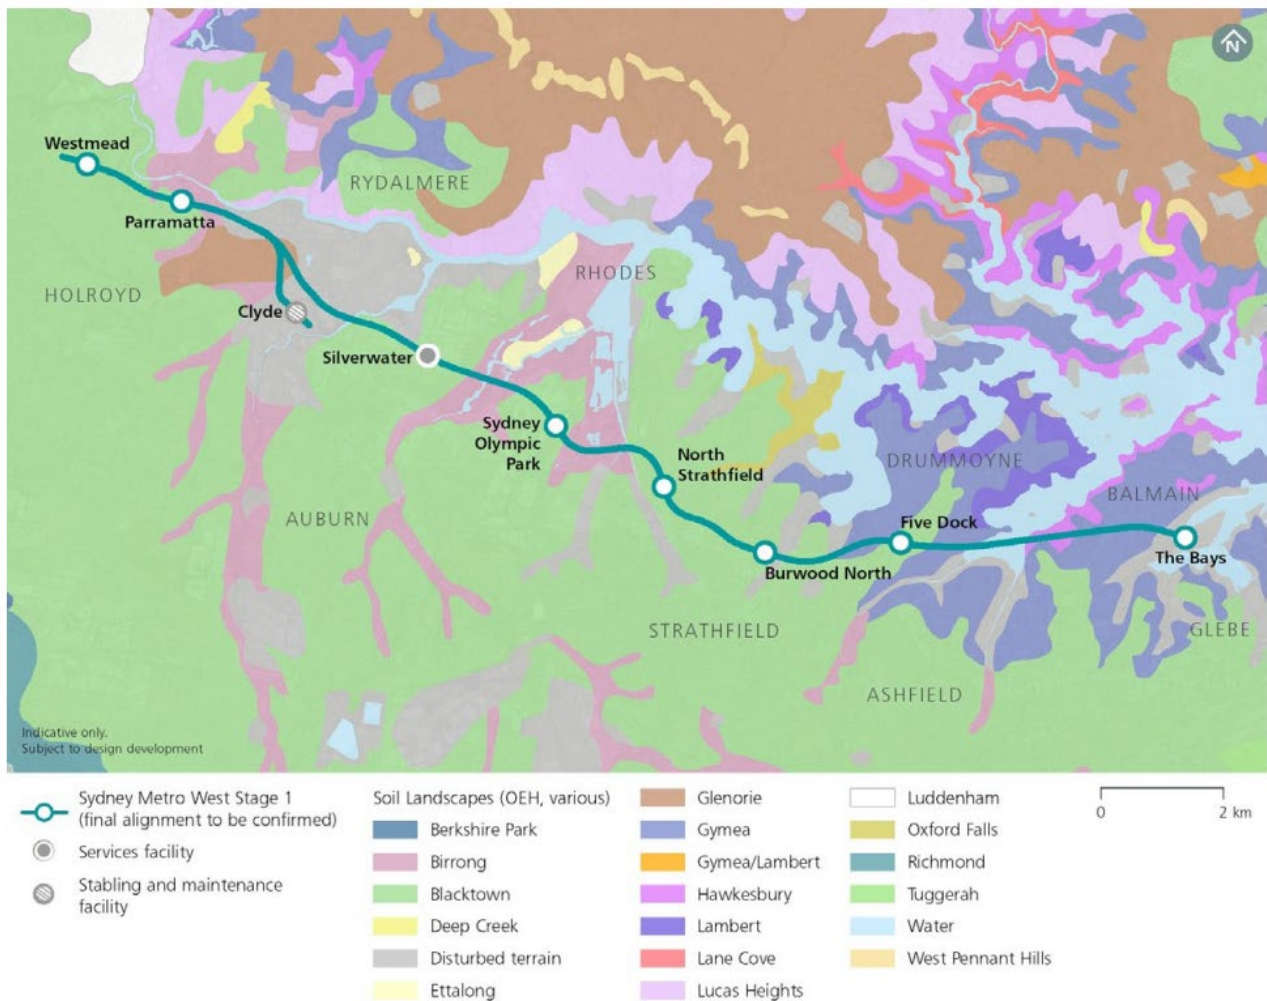 N
Westmead
RYDALMERE
Parramatta
RHODES
HOLROYD
Clyde
Silverwater
Sydney
Olympic
Park
North
Strathfield
DRUMMOYNE
BALMAIN
AUBURN
Five Dock
The Bays
Burwood North
STRATHFIELD
GLEBE
ASHFIELD
Indicative only.
Subject to design development
Sydney Metro West Stage 1
(final alignment to be confirmed)
Services facility
Stabling and maintenance
facility
Soil Landscapes (OEH, various)
Berkshire Park
Birrong
Blacktown
Deep Creek
Disturbed terrain
Ettalong
Glenorie
Gymea
Gymea/Lambert
Hawkesbury
Lambert
Lane Cove
Lucas Heights
Luddenham
Oxford Falls
Richmond
Tuggerah
Water
West Pennant Hills
0 2 km